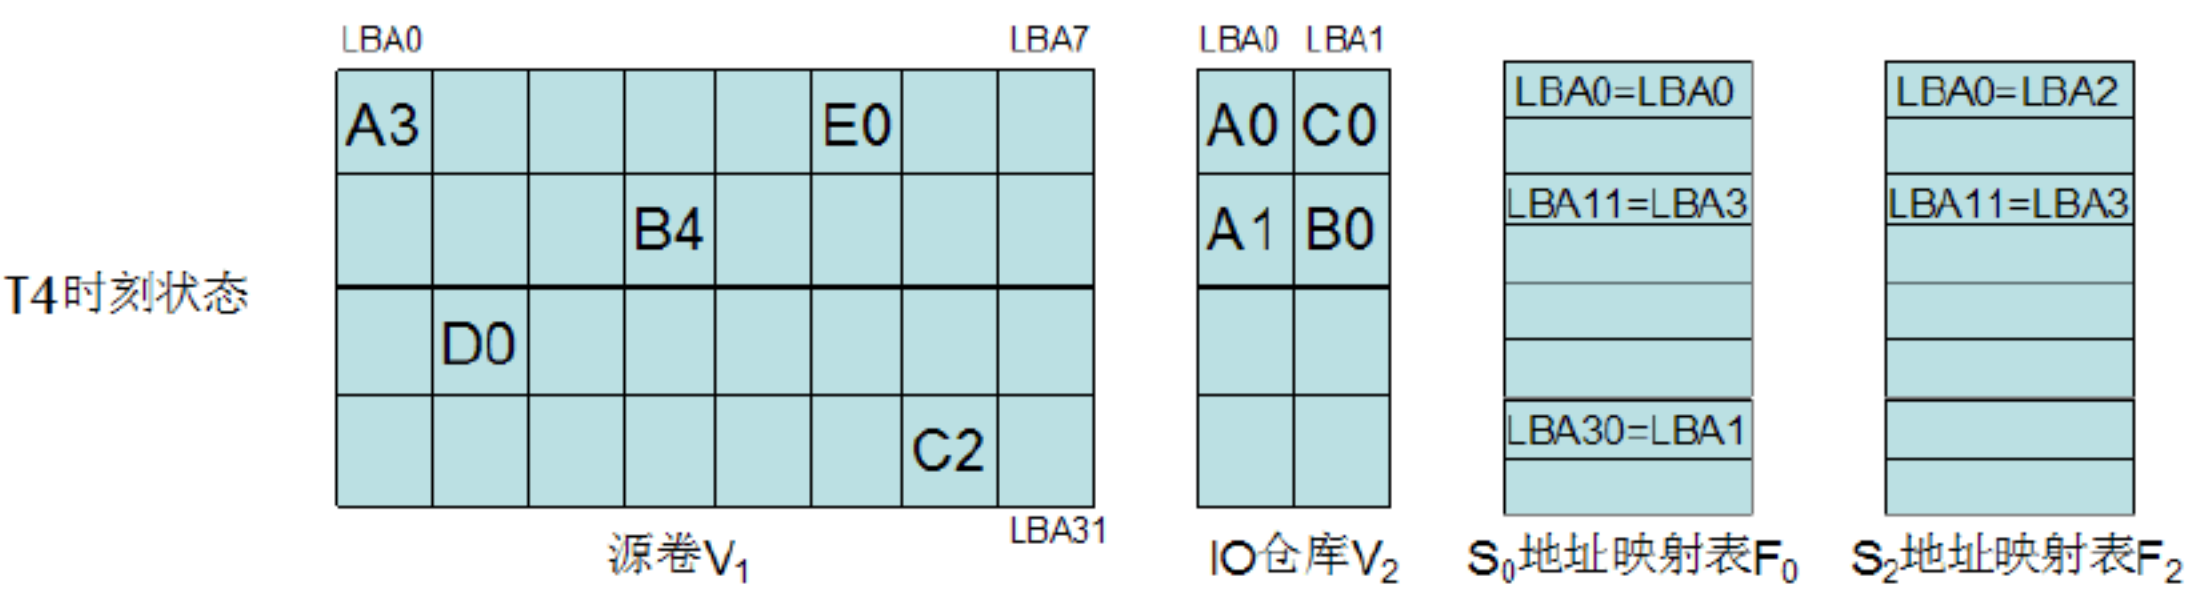 LBA0 LBA7 LBA0 LBA1
A3 E0 A0 C0 LBA0=LBA0 LBA0=LBA2
B4 A1 B0 LBA11=LBA3 LBA11=LBA3
T4时刻状态
D0
C2 LBA30=LBA1
LBA31
源卷V₁ IO仓库V₂ S₀地址映射表F₀ S₂地址映射表F₂